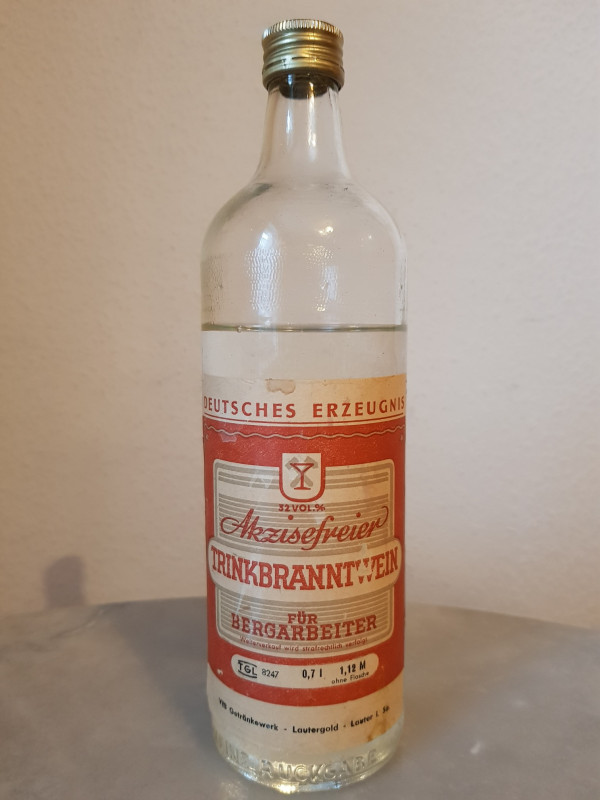 DEUTSCHES ERZEUGNIS
32 VOL.%
Akzisefreier
TRINKBRANNTWEIN
FÜR
BERGARBEITER
Weiterverkauf wird strafrechtlich verfolgt
TGL 8247 0,7 l 1,12 M
ohne Flasche
VEB Getränkewerk - Lautergold - Lauter i. Sa.
RÜCKGABE